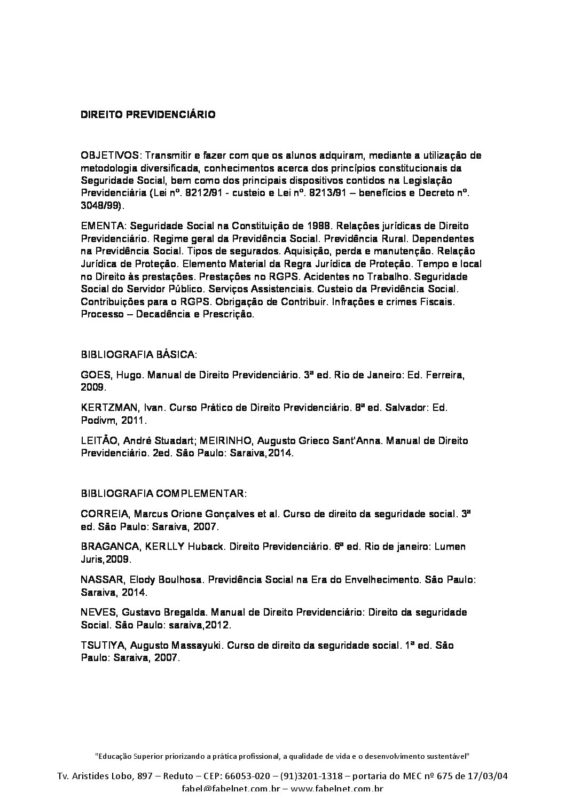 DIREITO PREVIDENCIÁRIO
OBJETIVOS: Transmitir e fazer com que os alunos adquiram, mediante a utilização de
metodologia diversificada, conhecimentos acerca dos princípios constitucionais da
Seguridade Social, bem como dos principais dispositivos contidos na Legislação
Previdenciária (Lei nº. 8212/91 - custeio e Lei nº. 8213/91 – benefícios e Decreto nº.
3048/99).
EMENTA: Seguridade Social na Constituição de 1988. Relações jurídicas de Direito
Previdenciário. Regime geral da Previdência Social. Previdência Rural. Dependentes
na Previdência Social. Tipos de segurados. Aquisição, perda e manutenção. Relação
Jurídica de Proteção. Elemento Material da Regra Jurídica de Proteção. Tempo e local
no Direito às prestações. Prestações no RGPS. Acidentes no Trabalho. Seguridade
Social do Servidor Público. Serviços Assistenciais. Custeio da Previdência Social.
Contribuições para o RGPS. Obrigação de Contribuir. Infrações e crimes Fiscais.
Processo – Decadência e Prescrição.
BIBLIOGRAFIA BÁSICA:
GOES, Hugo. Manual de Direito Previdenciário. 3ª ed. Rio de Janeiro: Ed. Ferreira,
2009.
KERTZMAN, Ivan. Curso Prático de Direito Previdenciário. 8ª ed. Salvador: Ed.
Podivm, 2011.
LEITÃO, André Stuadart; MEIRINHO, Augusto Grieco Sant'Anna. Manual de Direito
Previdenciário. 2ed. São Paulo: Saraiva,2014.
BIBLIOGRAFIA COMPLEMENTAR:
CORREIA, Marcus Orione Gonçalves et al. Curso de direito da seguridade social. 3ª
ed. São Paulo: Saraiva, 2007.
BRAGANCA, KERLLY Huback. Direito Previdenciário. 6ª ed. Rio de janeiro: Lumen
Juris,2009.
NASSAR, Elody Boulhosa. Previdência Social na Era do Envelhecimento. São Paulo:
Saraiva, 2014.
NEVES, Gustavo Bregalda. Manual de Direito Previdenciário: Direito da seguridade
Social. São Paulo: saraiva,2012.
TSUTIYA, Augusto Massayuki. Curso de direito da seguridade social. 1ª ed. São
Paulo: Saraiva, 2007.
"Educação Superior priorizando a prática profissional, a qualidade de vida e o desenvolvimento sustentável"
Tv. Aristides Lobo, 897 – Reduto – CEP: 66053-020 – (91)3201-1318 – portaria do MEC nº 675 de 17/03/04
fabel@fabelnet.com.br – www.fabelnet.com.br